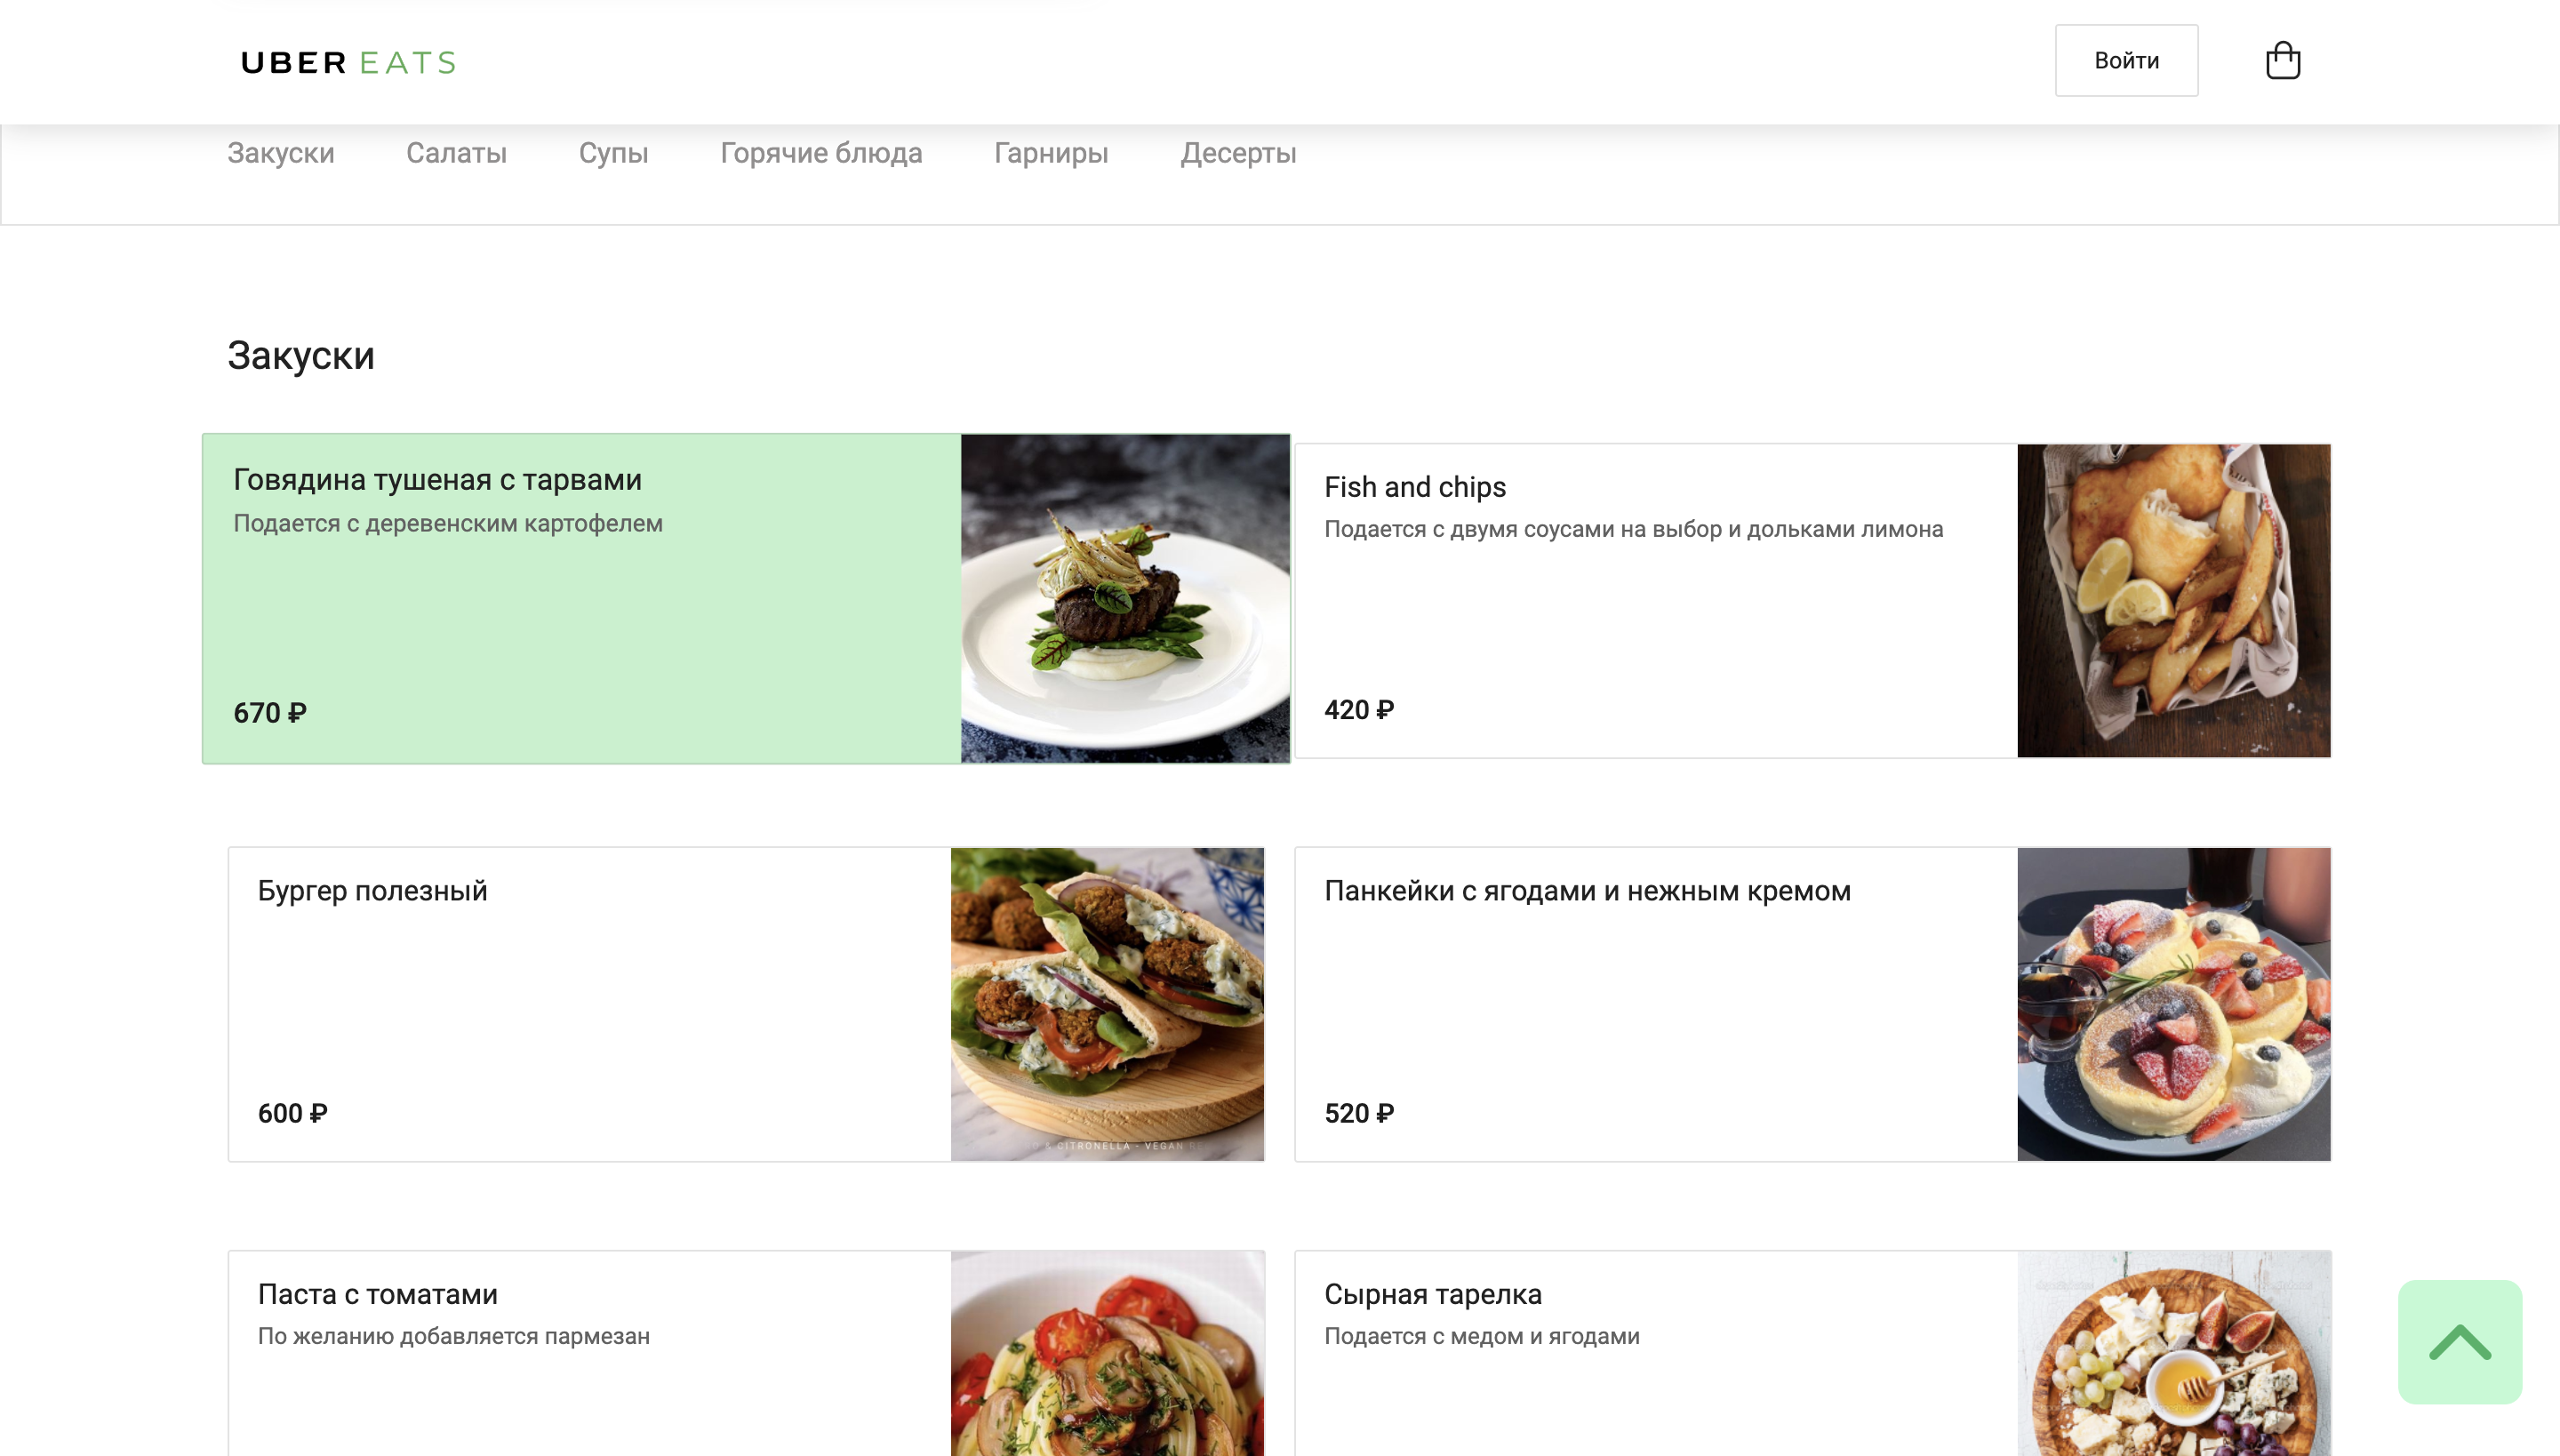 UBER EATS
Войти
Закуски Салаты Супы Горячие блюда Гарниры Десерты
Закуски
Говядина тушеная с тарвами
Подается с деревенским картофелем
670 ₽
Fish and chips
Подается с двумя соусами на выбор и дольками лимона
420 ₽
Бургер полезный
600 ₽
CITRONELLA - VEGAN
Панкейки с ягодами и нежным кремом
520 ₽
Паста с томатами
По желанию добавляется пармезан
Сырная тарелка
Подается с медом и ягодами